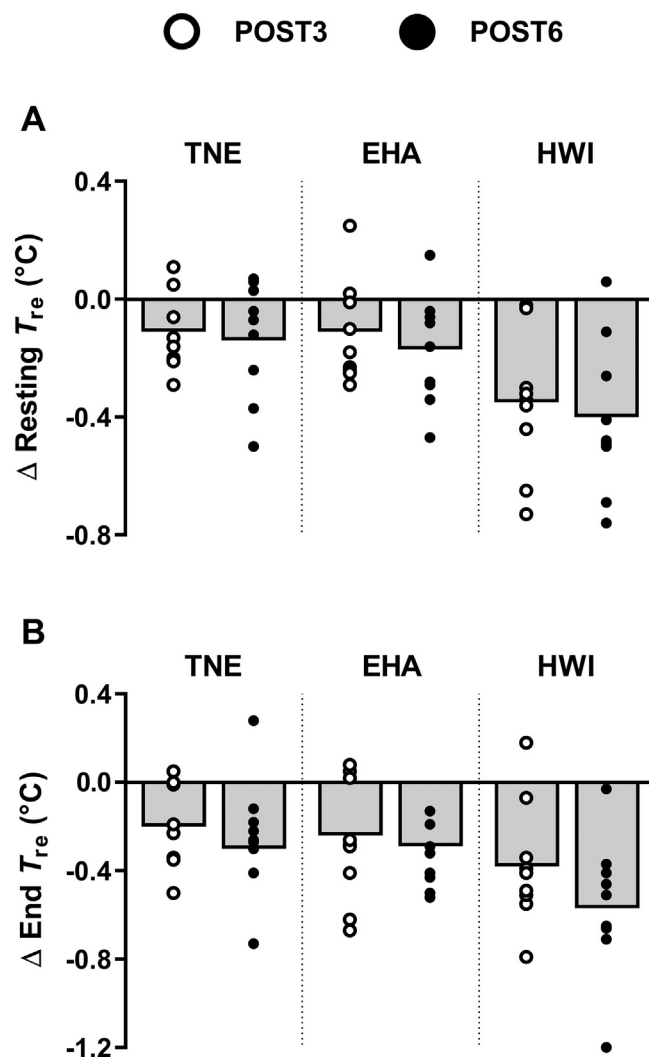 POST3 POST6
A
TNE EHA HWI
0.4
0.0
-0.4
-0.8
Δ Resting Tre (°C)
B
TNE EHA HWI
0.4
0.0
-0.4
-0.8
-1.2
Δ End Tre (°C)